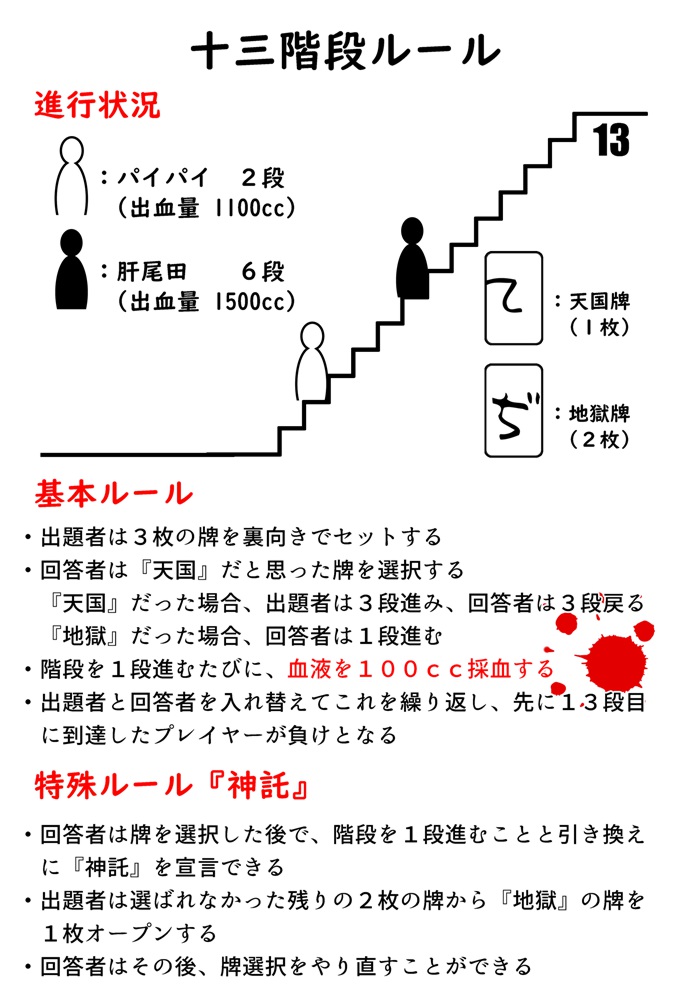 十三階段ルール
進行状況
：パイパイ　２段
（出血量 1100cc）
：肝尾田　　６段
（出血量 1500cc）
13
て
：天国牌
（１枚）
ぢ
：地獄牌
（２枚）
基本ルール
・出題者は３枚の牌を裏向きでセットする
・回答者は『天国』だと思った牌を選択する
『天国』だった場合、出題者は３段進み、回答者は３段戻る
『地獄』だった場合、回答者は１段進む
・階段を１段進むたびに、血液を１００ｃｃ採血する
・出題者と回答者を入れ替えてこれを繰り返し、先に１３段目
に到達したプレイヤーが負けとなる
特殊ルール『神託』
・回答者は牌を選択した後で、階段を１段進むことと引き換え
に『神託』を宣言できる
・出題者は選ばれなかった残りの２枚の牌から『地獄』の牌を
１枚オープンする
・回答者はその後、牌選択をやり直すことができる